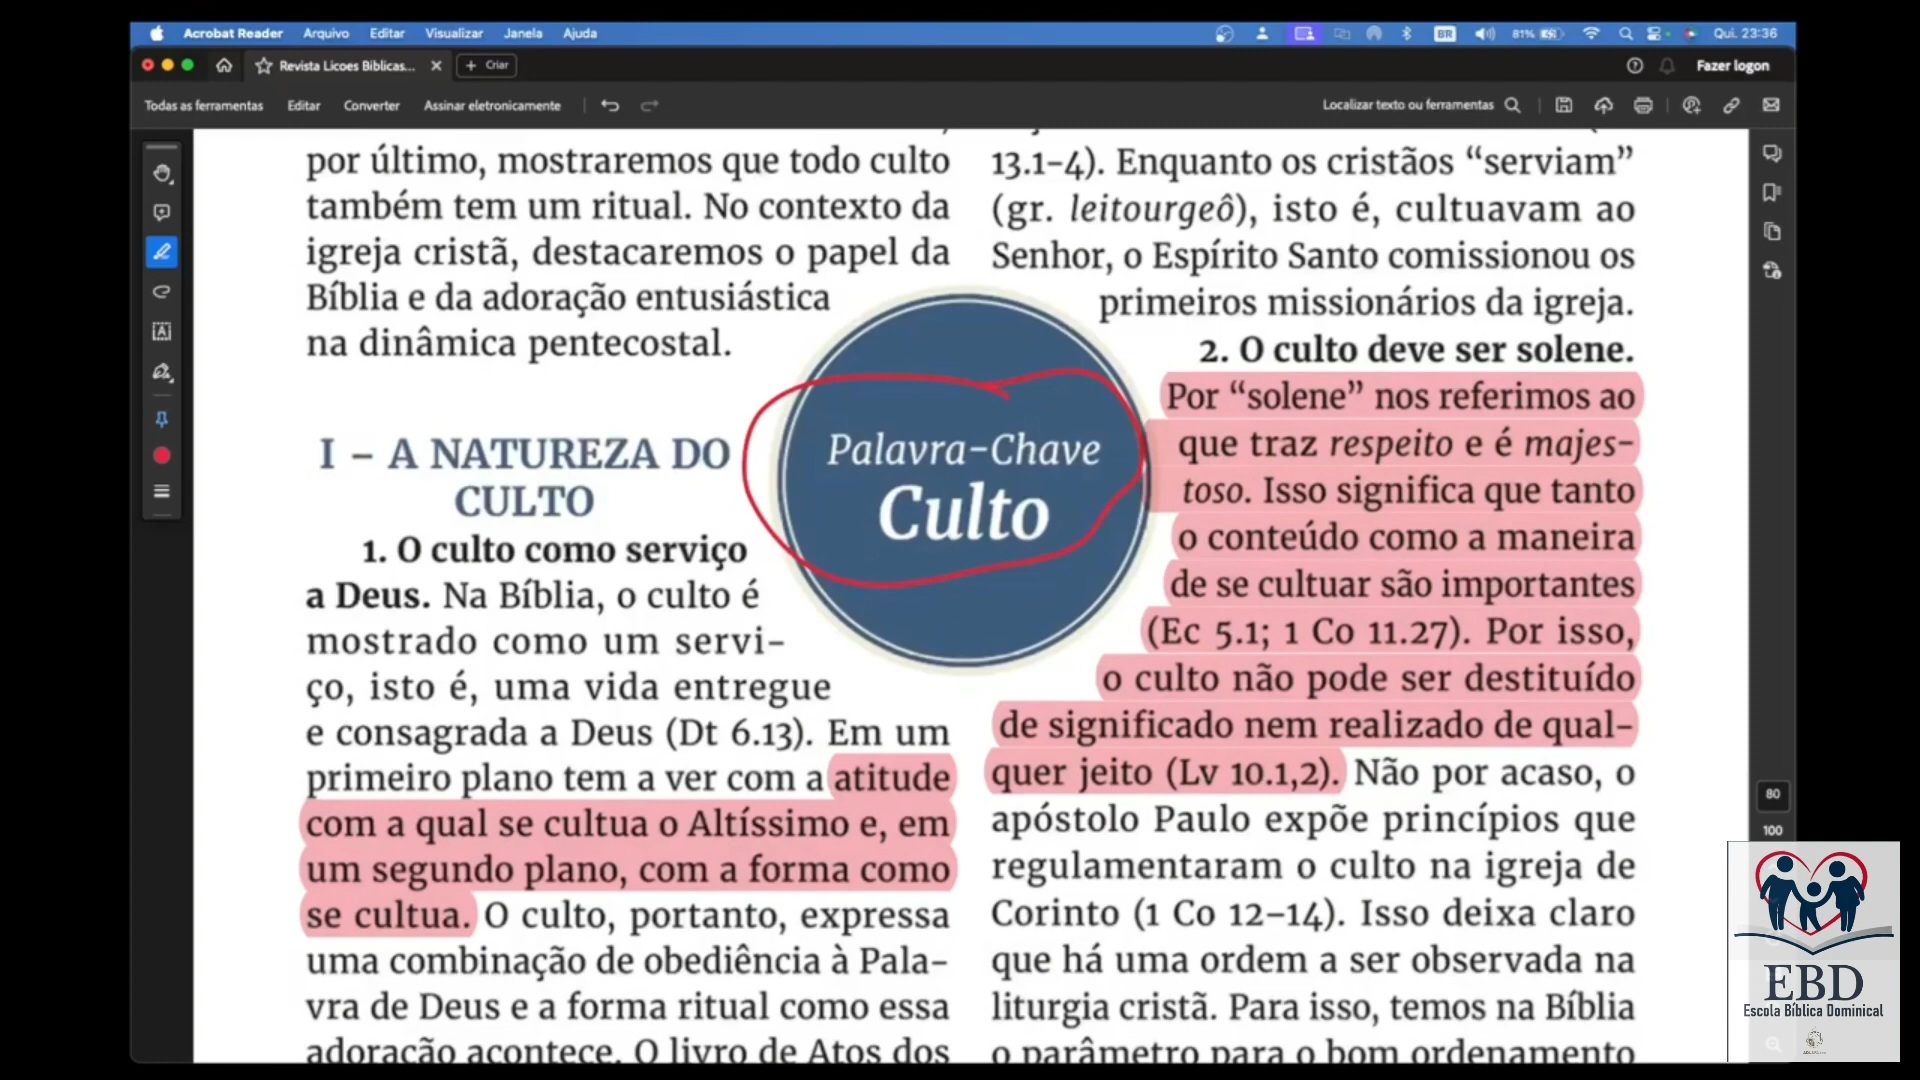 Acrobat Reader Arquivo Editar Visualizar Janela Ajuda
BR 81% Qui. 23:36
Revista Licoes Biblicas... + Criar
Fazer logon
Todas as ferramentas Editar Converter Assinar eletronicamente
Localizar texto ou ferramentas
por último, mostraremos que todo culto
também tem um ritual. No contexto da
igreja cristã, destacaremos o papel da
Bíblia e da adoração entusiástica
na dinâmica pentecostal.
I – A NATUREZA DO
CULTO
1. O culto como serviço
a Deus. Na Bíblia, o culto é
mostrado como um servi-
ço, isto é, uma vida entregue
e consagrada a Deus (Dt 6.13). Em um
primeiro plano tem a ver com a atitude
com a qual se cultua o Altíssimo e, em
um segundo plano, com a forma como
se cultua. O culto, portanto, expressa
uma combinação de obediência à Pala-
vra de Deus e a forma ritual como essa
adoração acontece. O livro de Atos dos
Palavra-Chave
Culto
13.1-4). Enquanto os cristãos “serviam”
(gr. leitourgeô), isto é, cultuavam ao
Senhor, o Espírito Santo comissionou os
primeiros missionários da igreja.
2. O culto deve ser solene.
Por “solene” nos referimos ao
que traz respeito e é majes-
toso. Isso significa que tanto
o conteúdo como a maneira
de se cultuar são importantes
(Ec 5.1; 1 Co 11.27). Por isso,
o culto não pode ser destituído
de significado nem realizado de qual-
quer jeito (Lv 10.1,2). Não por acaso, o
apóstolo Paulo expõe princípios que
regulamentaram o culto na igreja de
Corinto (1 Co 12–14). Isso deixa claro
que há uma ordem a ser observada na
liturgia cristã. Para isso, temos na Bíblia
o parâmetro para o bom ordenamento
80
100
EBD
Escola Bíblica Dominical